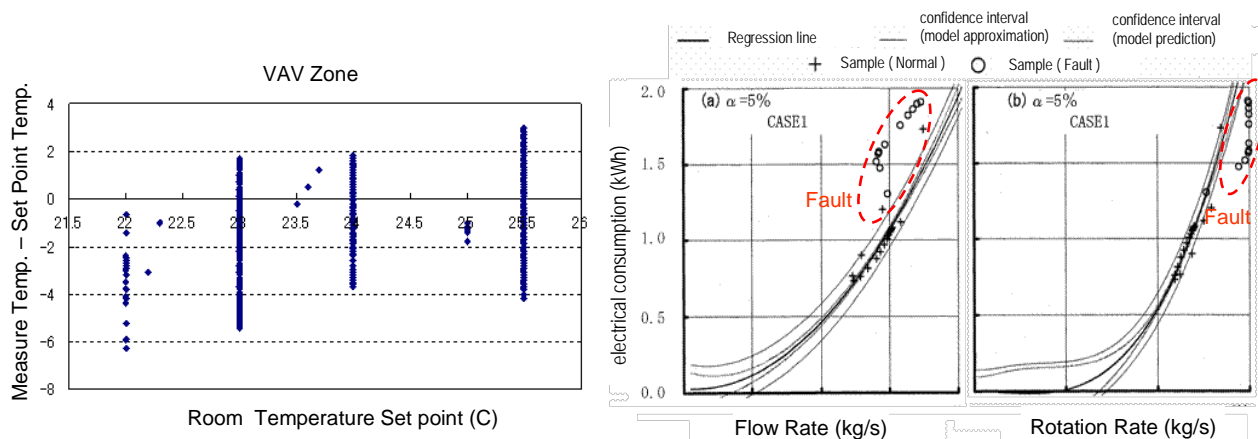 VAV Zone
Measure Temp. – Set Point Temp.
4
2
0
-2
-4
-6
-8
21.5 22 22.5 23 23.5 24 24.5 25 25.5 26
Room Temperature Set point (C)
Regression line
confidence interval
(model approximation)
confidence interval
(model prediction)
Sample ( Normal )
Sample ( Fault )
electrical consumption (kWh)
2.0
1.5
1.0
0.5
0.0
(a) α=5%
CASE1
Fault
Flow Rate (kg/s)
(b) α=5%
CASE1
Fault
Rotation Rate (kg/s)